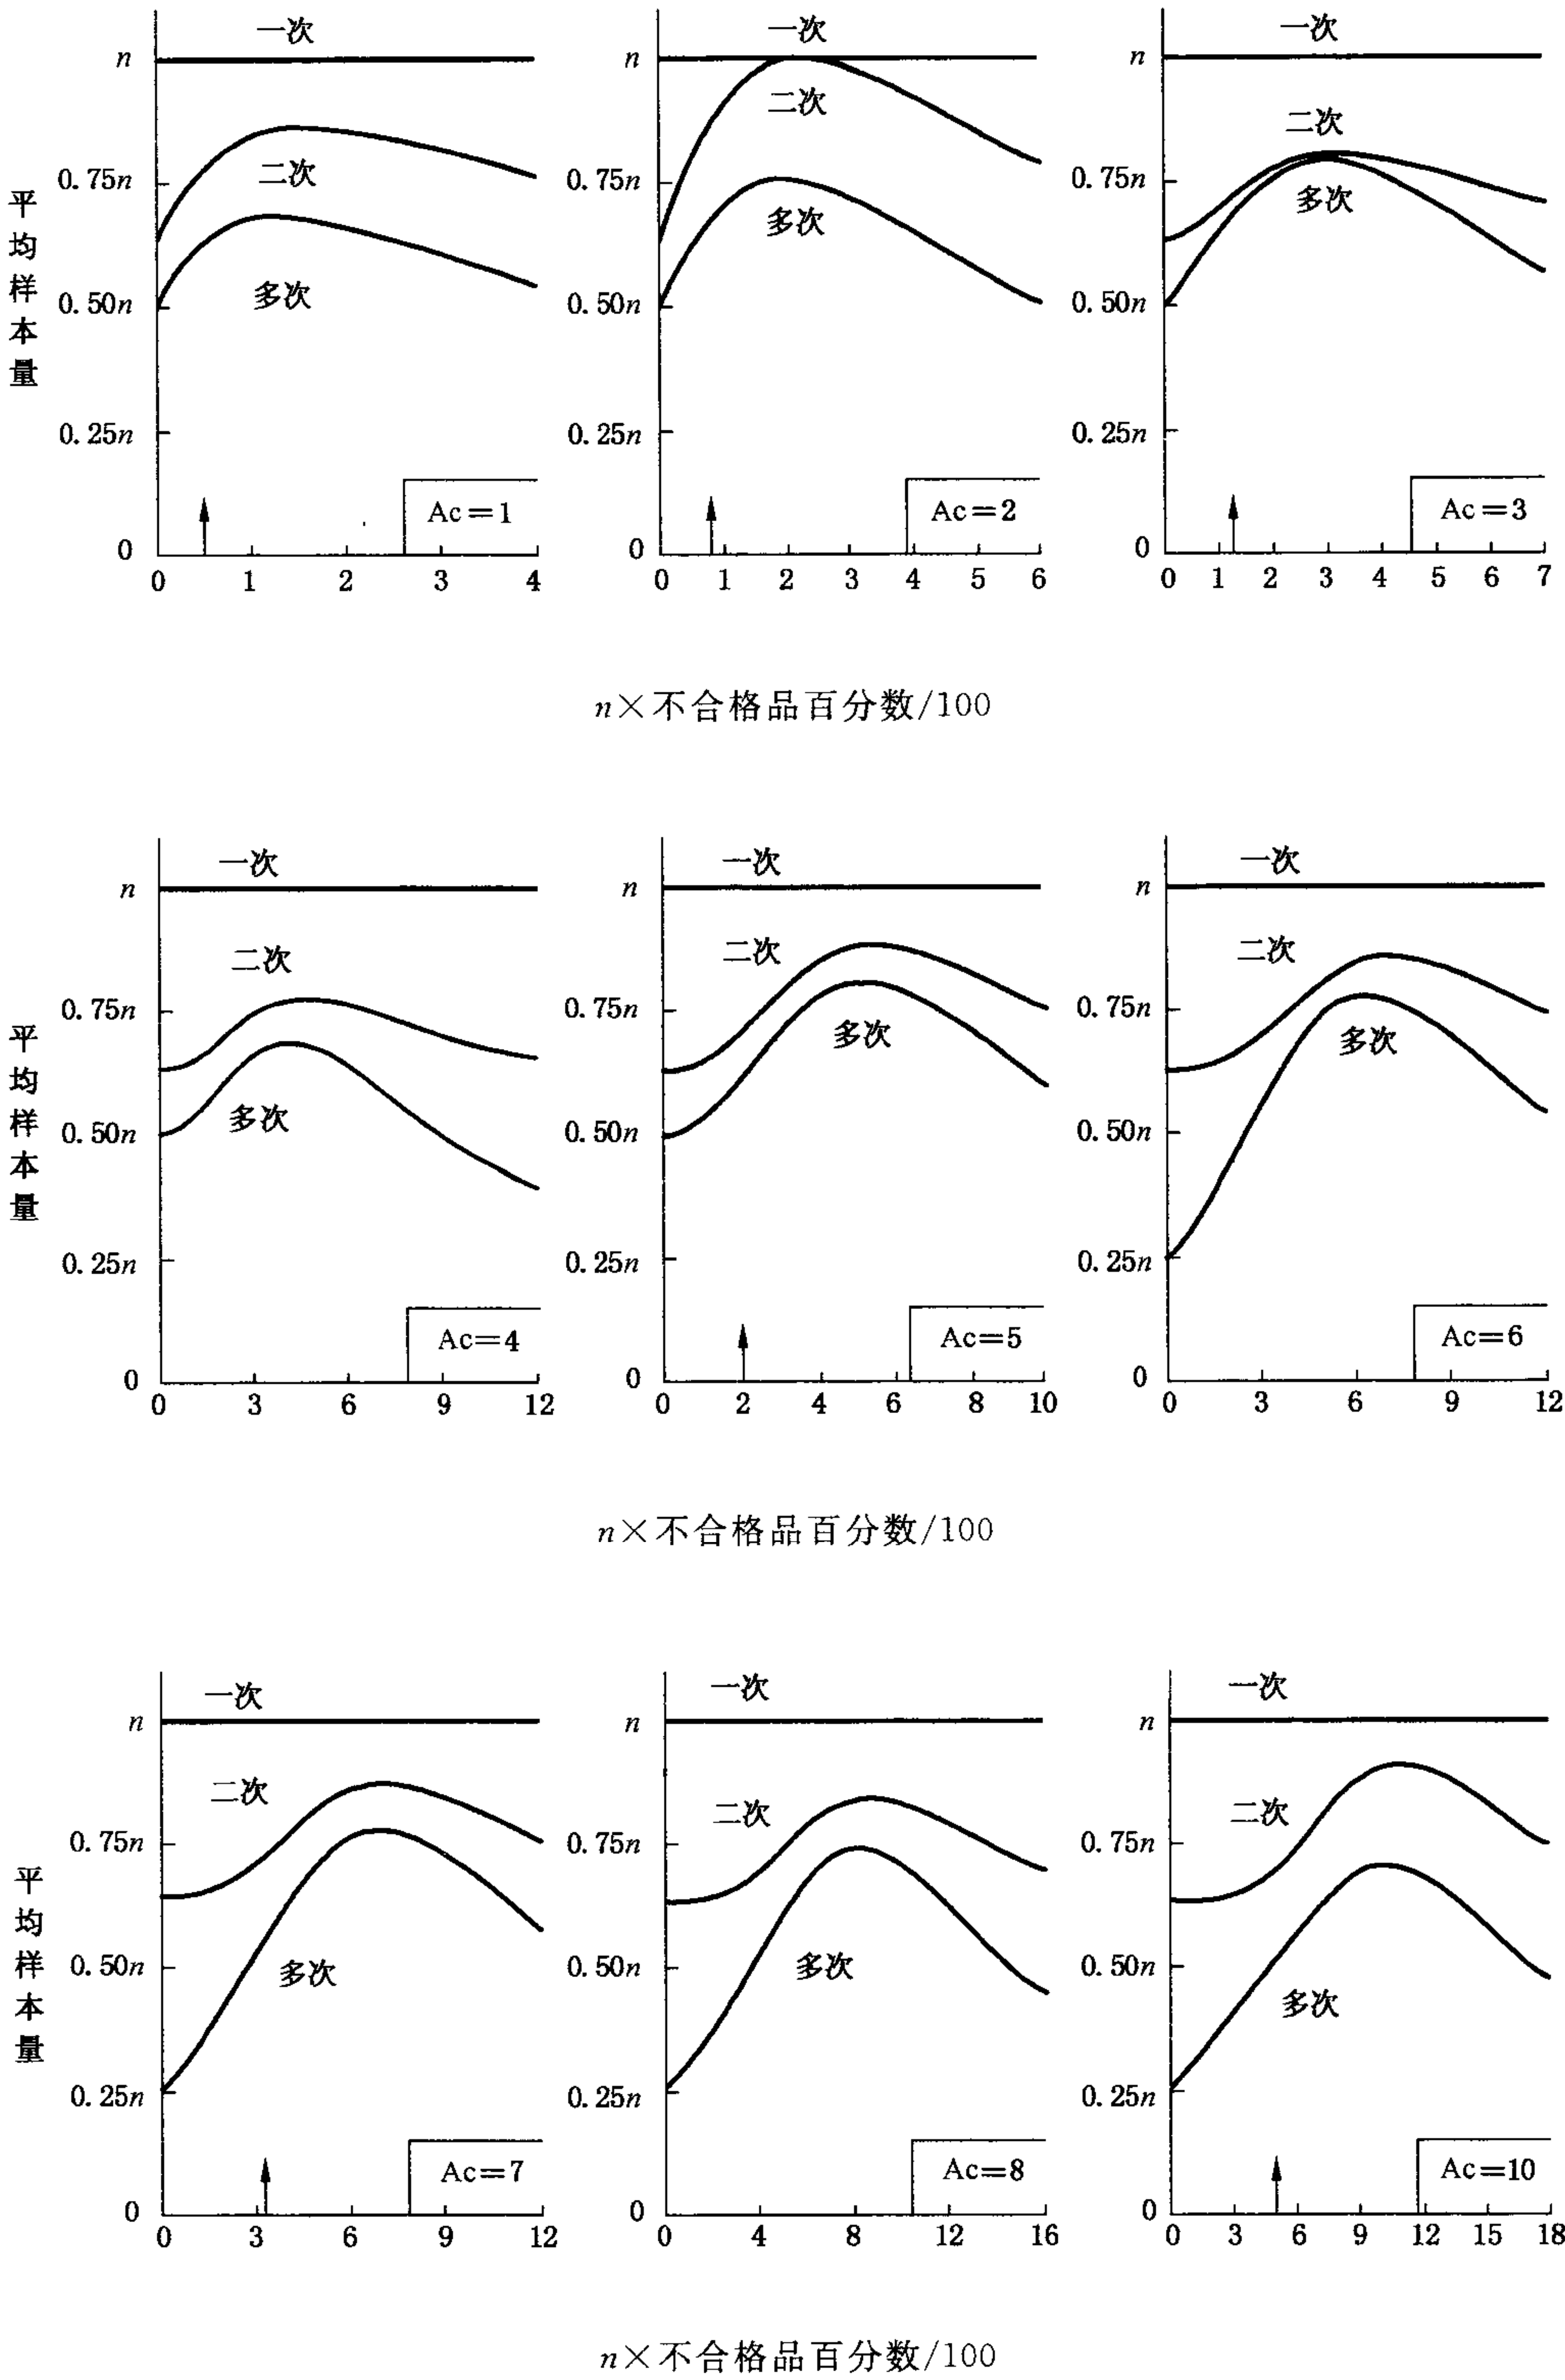 一次 一次 一次
n n n
二次
二次 二次
0.75n 0.75n 0.75n
多次 多次
0.50n 多次 0.50n 0.50n
0.25n 0.25n 0.25n
Ac=1 Ac=2 Ac=3
0 0 0
0 1 2 3 4 0 1 2 3 4 5 6 0 1 2 3 4 5 6 7
平均样本量
n×不合格品百分数/100
一次 一次 一次
n n n
二次 二次 二次
0.75n 0.75n 0.75n
多次 多次 多次
0.50n 0.50n 0.50n
0.25n 0.25n 0.25n
Ac=4 Ac=5 Ac=6
0 0 0
0 3 6 9 12 0 2 4 6 8 10 0 3 6 9 12
平均样本量
n×不合格品百分数/100
一次 一次 一次
n n n
二次 二次 二次
0.75n 0.75n 0.75n
0.50n 多次 0.50n 多次 0.50n 多次
0.25n 0.25n 0.25n
Ac=7 Ac=8 Ac=10
0 0 0
0 3 6 9 12 0 4 8 12 16 0 3 6 9 12 15 18
平均样本量
n×不合格品百分数/100